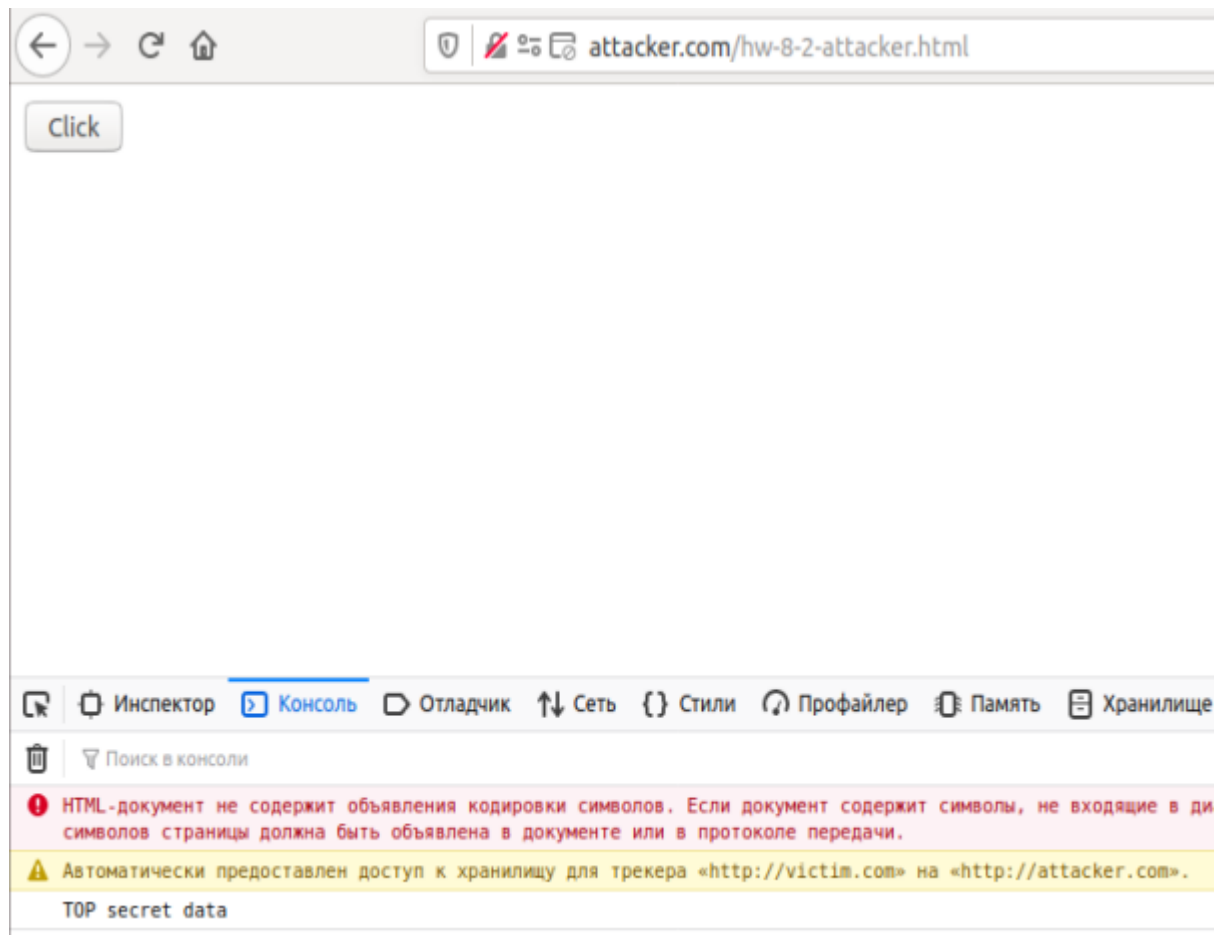 attacker.com/hw-8-2-attacker.html
Click
Инспектор Консоль Отладчик Сеть {} Стили Профайлер Память Хранилище
Поиск в консоли
HTML-документ не содержит объявления кодировки символов. Если документ содержит символы, не входящие в ди
символов страницы должна быть объявлена в документе или в протоколе передачи.
Автоматически предоставлен доступ к хранилищу для трекера «http://victim.com» на «http://attacker.com».
TOP secret data